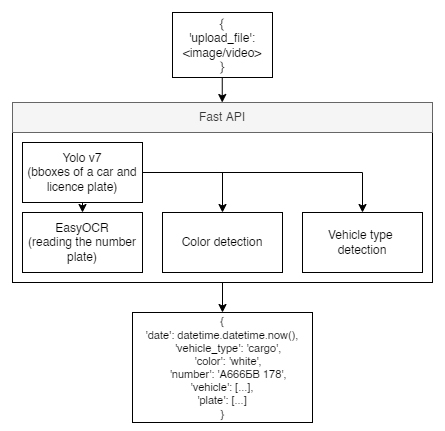 {
'upload_file':
<image/video>
}
Fast API
Yolo v7
(bboxes of a car and
licence plate)
EasyOCR
(reading the number
plate)
Color detection
Vehicle type
detection
{
'date': datetime.datetime.now(),
'vehicle_type': 'cargo',
'color': 'white',
'number': 'А666БВ 178',
'vehicle': [...],
'plate': [...]
}